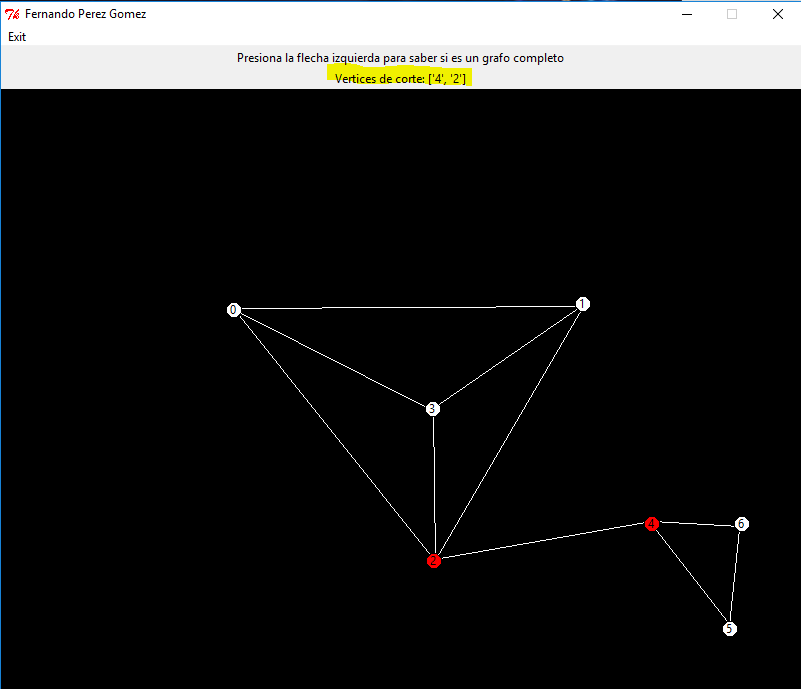 Fernando Perez Gomez
Exit
Presiona la flecha izquierda para saber si es un grafo completo
Vertices de corte: ['4', '2']
0
1
3
4
6
2
5